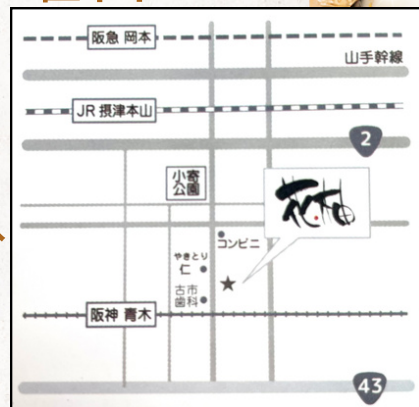 阪急 岡本
山手幹線
JR 摂津本山
2
小寄
公園
コンビニ
やきとり
仁
古市
歯科
阪神 青木
43